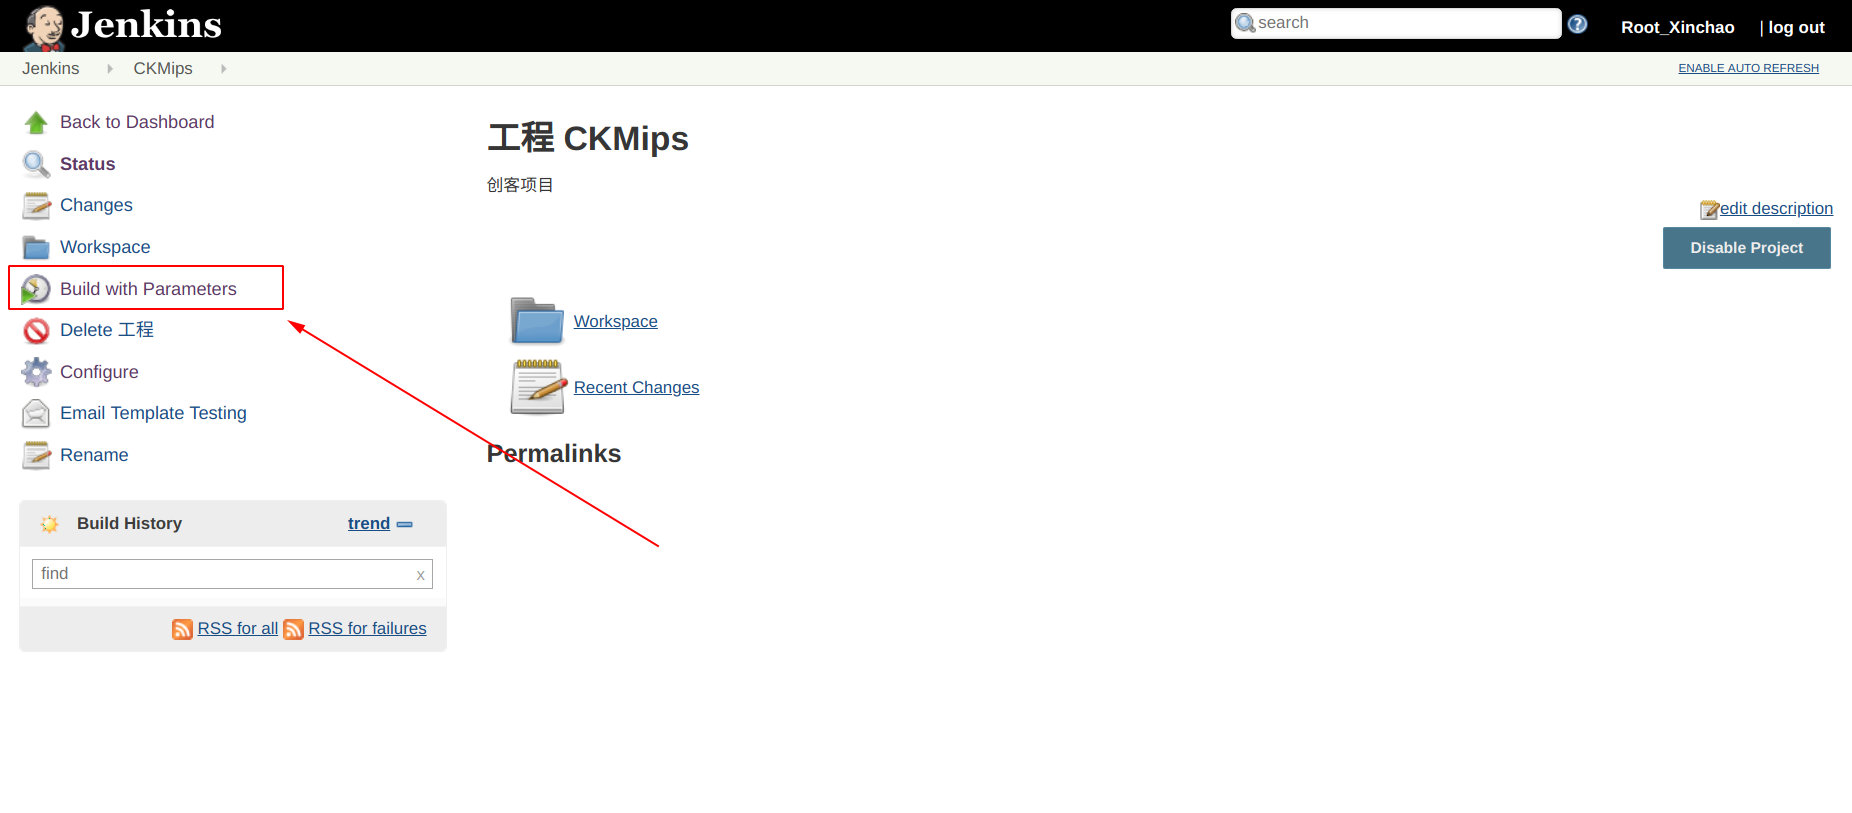 Jenkins
search
Root_Xinchao | log out
Jenkins CKMips
ENABLE AUTO REFRESH
Back to Dashboard
Status
Changes
Workspace
Build with Parameters
Delete 工程
Configure
Email Template Testing
Rename
Build History trend
find x
RSS for all RSS for failures
工程 CKMips
创客项目
edit description
Disable Project
Workspace
Recent Changes
Permalinks